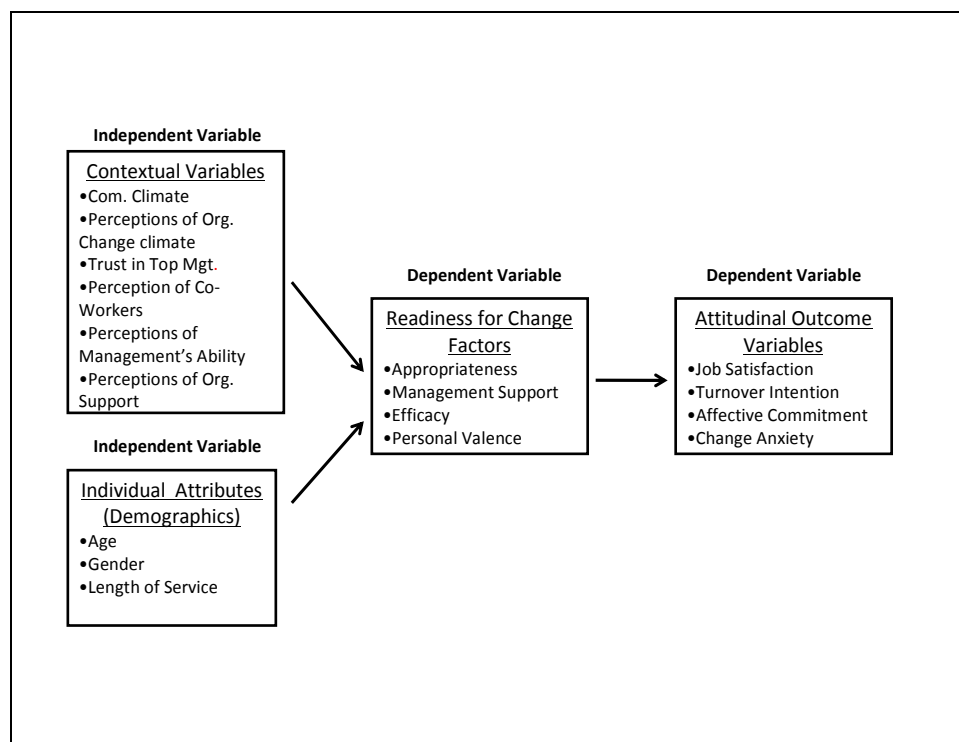 Independent Variable
Contextual Variables
•Com. Climate
•Perceptions of Org.
Change climate
•Trust in Top Mgt.
•Perception of Co-
Workers
•Perceptions of
Management’s Ability
•Perceptions of Org.
Support
Independent Variable
Individual Attributes
(Demographics)
•Age
•Gender
•Length of Service
Dependent Variable
Readiness for Change
Factors
•Appropriateness
•Management Support
•Efficacy
•Personal Valence
Dependent Variable
Attitudinal Outcome
Variables
•Job Satisfaction
•Turnover Intention
•Affective Commitment
•Change Anxiety